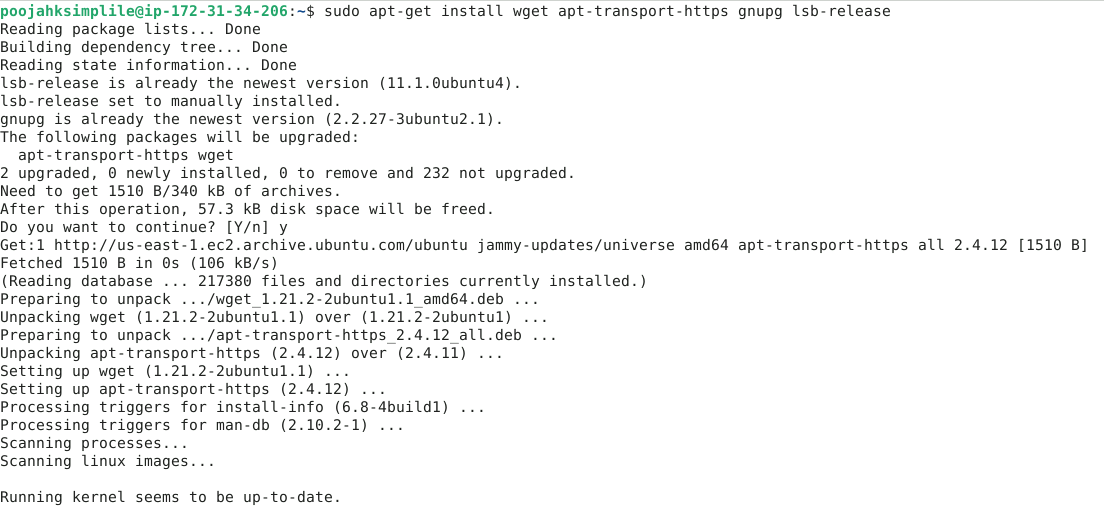 poojahksimplile@ip-172-31-34-206:~$ sudo apt-get install wget apt-transport-https gnupg lsb-release
Reading package lists... Done
Building dependency tree... Done
Reading state information... Done
lsb-release is already the newest version (11.1.0ubuntu4).
lsb-release set to manually installed.
gnupg is already the newest version (2.2.27-3ubuntu2.1).
The following packages will be upgraded:
  apt-transport-https wget
2 upgraded, 0 newly installed, 0 to remove and 232 not upgraded.
Need to get 1510 B/340 kB of archives.
After this operation, 57.3 kB disk space will be freed.
Do you want to continue? [Y/n] y
Get:1 http://us-east-1.ec2.archive.ubuntu.com/ubuntu jammy-updates/universe amd64 apt-transport-https all 2.4.12 [1510 B]
Fetched 1510 B in 0s (106 kB/s)
(Reading database ... 217380 files and directories currently installed.)
Preparing to unpack .../wget_1.21.2-2ubuntu1.1_amd64.deb ...
Unpacking wget (1.21.2-2ubuntu1.1) over (1.21.2-2ubuntu1) ...
Preparing to unpack .../apt-transport-https_2.4.12_all.deb ...
Unpacking apt-transport-https (2.4.12) over (2.4.11) ...
Setting up wget (1.21.2-2ubuntu1.1) ...
Setting up apt-transport-https (2.4.12) ...
Processing triggers for install-info (6.8-4build1) ...
Processing triggers for man-db (2.10.2-1) ...
Scanning processes...
Scanning linux images...

Running kernel seems to be up-to-date.